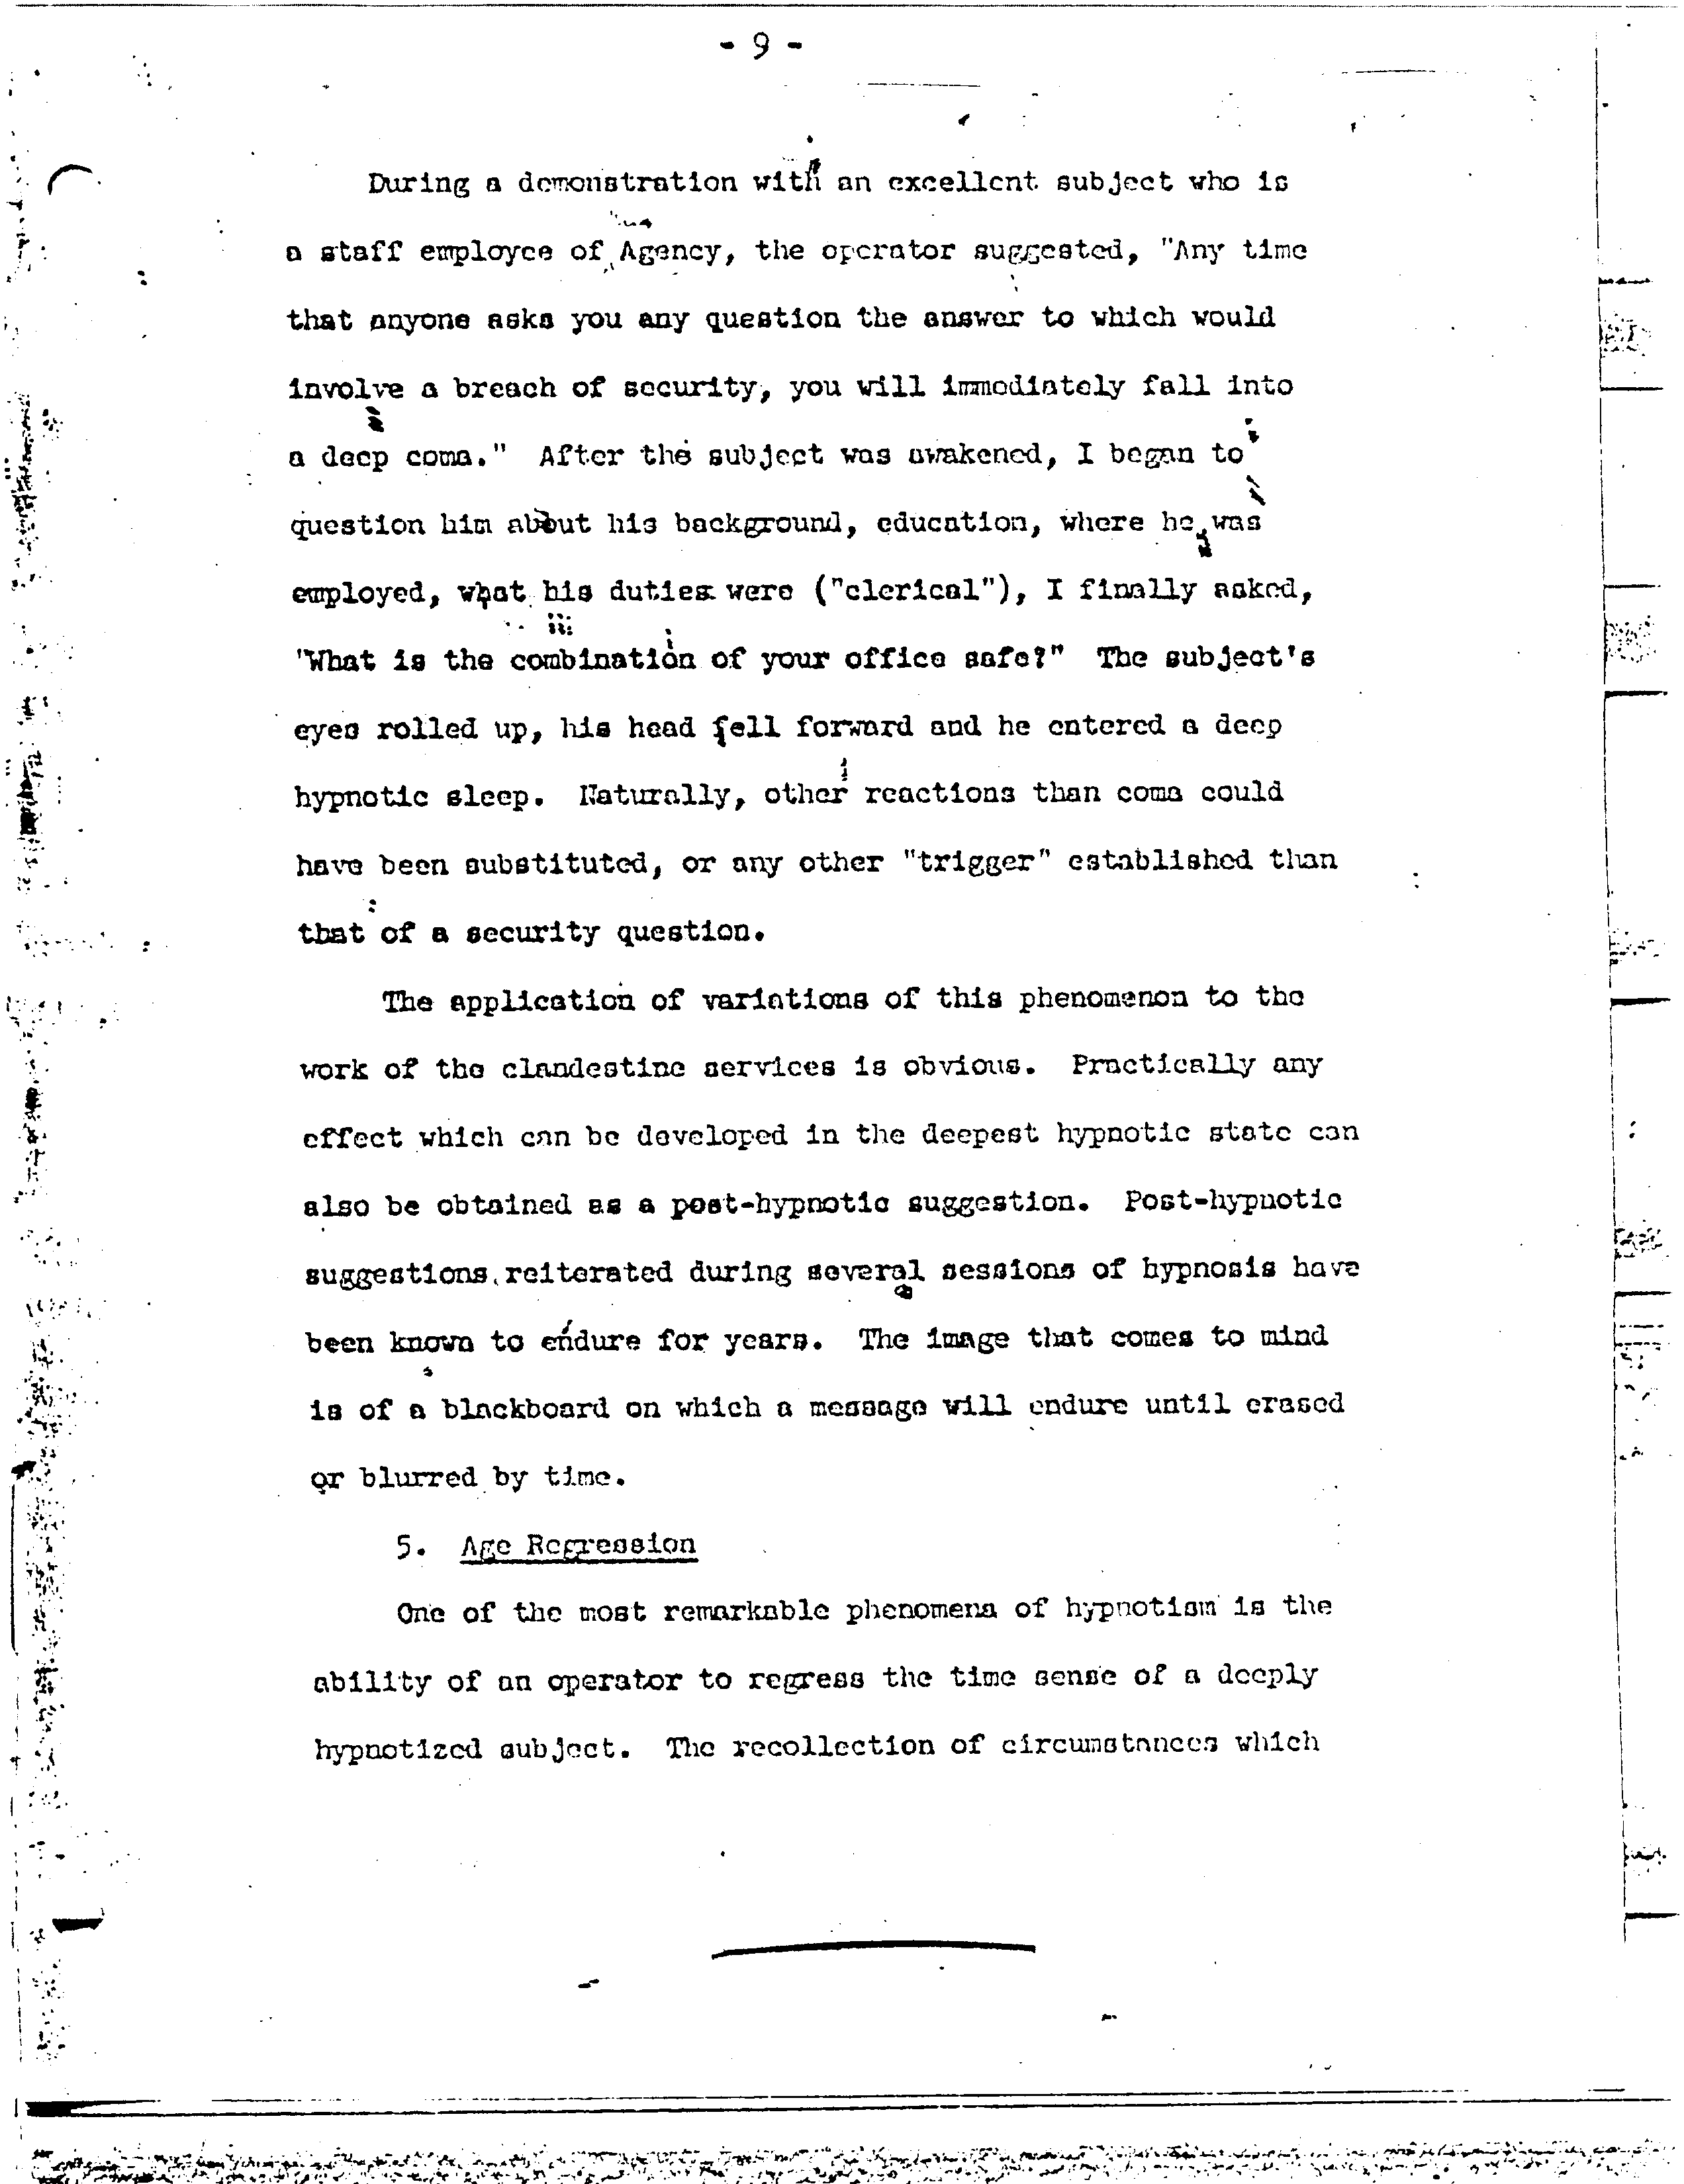 - 9 -
During a demonstration with an excellent subject who is
a staff employee of Agency, the operator suggested, "Any time
that anyone asks you any question the answer to which would
involve a breach of security, you will immediately fall into
a deep coma." After the subject was awakened, I began to
question him about his background, education, where he was
employed, what his duties were ("clerical"), I finally asked,
"What is the combination of your office safe?" The subject's
eyes rolled up, his head fell forward and he entered a deep
hypnotic sleep. Naturally, other reactions than coma could
have been substituted, or any other "trigger" established than
that of a security question.
The application of variations of this phenomenon to the
work of the clandestine services is obvious. Practically any
effect which can be developed in the deepest hypnotic state can
also be obtained as a post-hypnotic suggestion. Post-hypnotic
suggestions reiterated during several sessions of hypnosis have
been known to endure for years. The image that comes to mind
is of a blackboard on which a message will endure until erased
or blurred by time.
5. Age Regression
One of the most remarkable phenomena of hypnotism is the
ability of an operator to regress the time sense of a deeply
hypnotized subject. The recollection of circumstances which